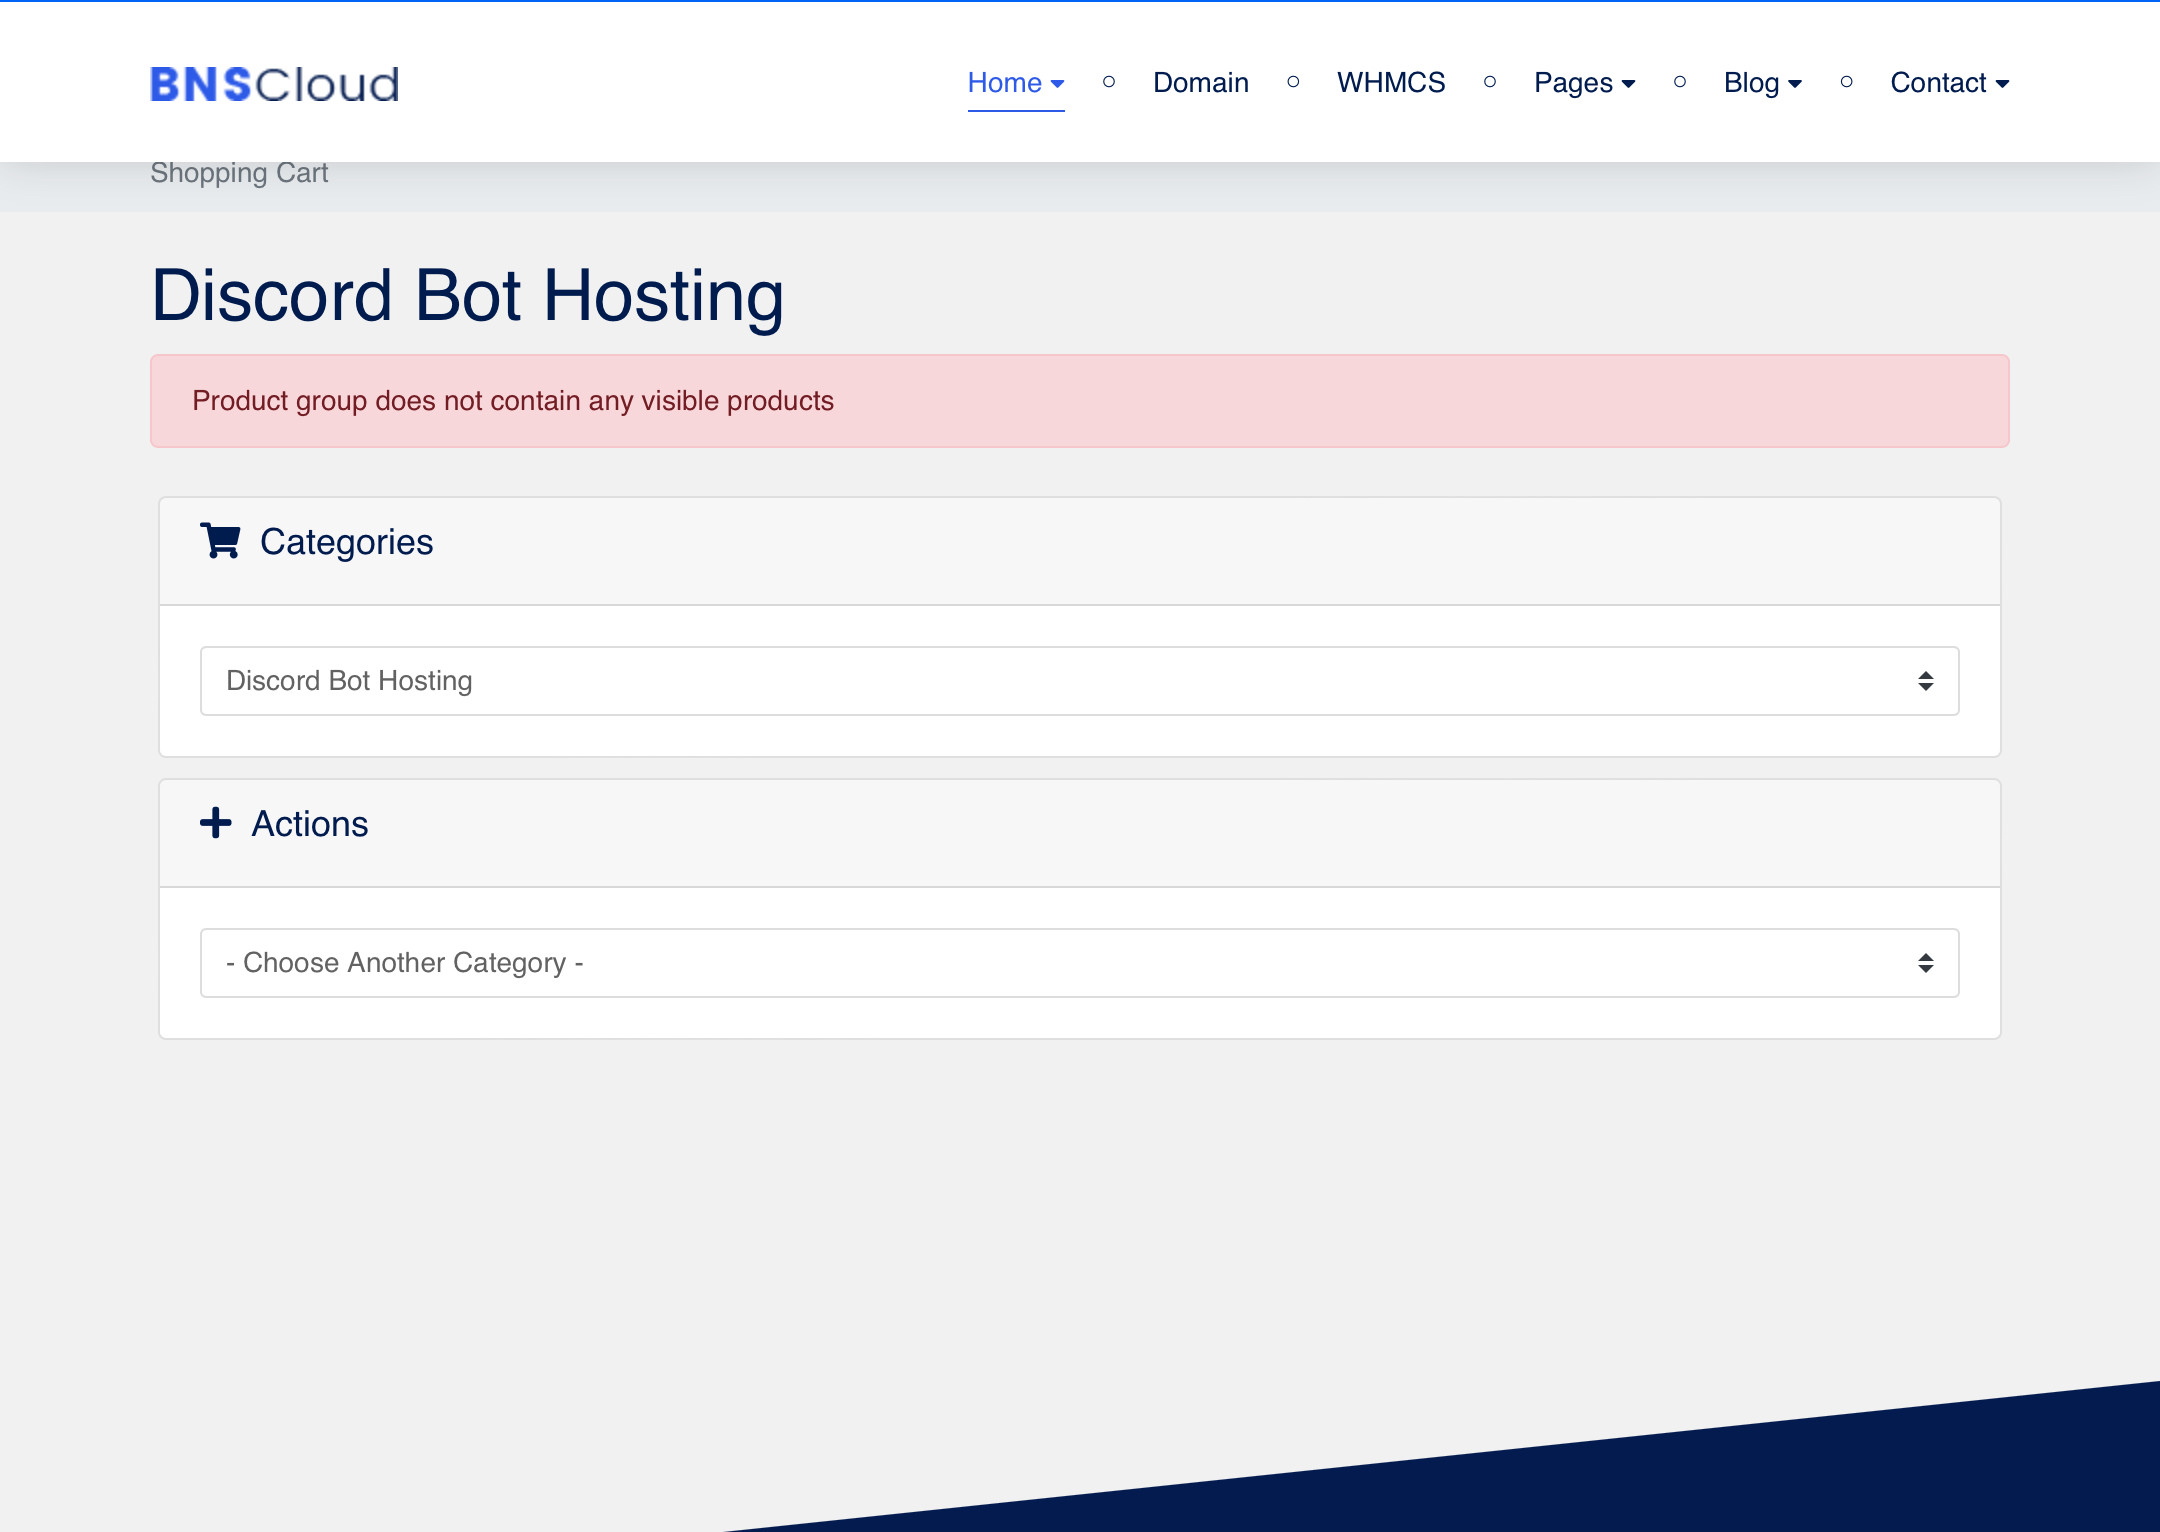 BNSCloud
Home
Domain
WHMCS
Pages
Blog
Contact
Shopping Cart
Discord Bot Hosting
Product group does not contain any visible products
Categories
Discord Bot Hosting
Actions
- Choose Another Category -